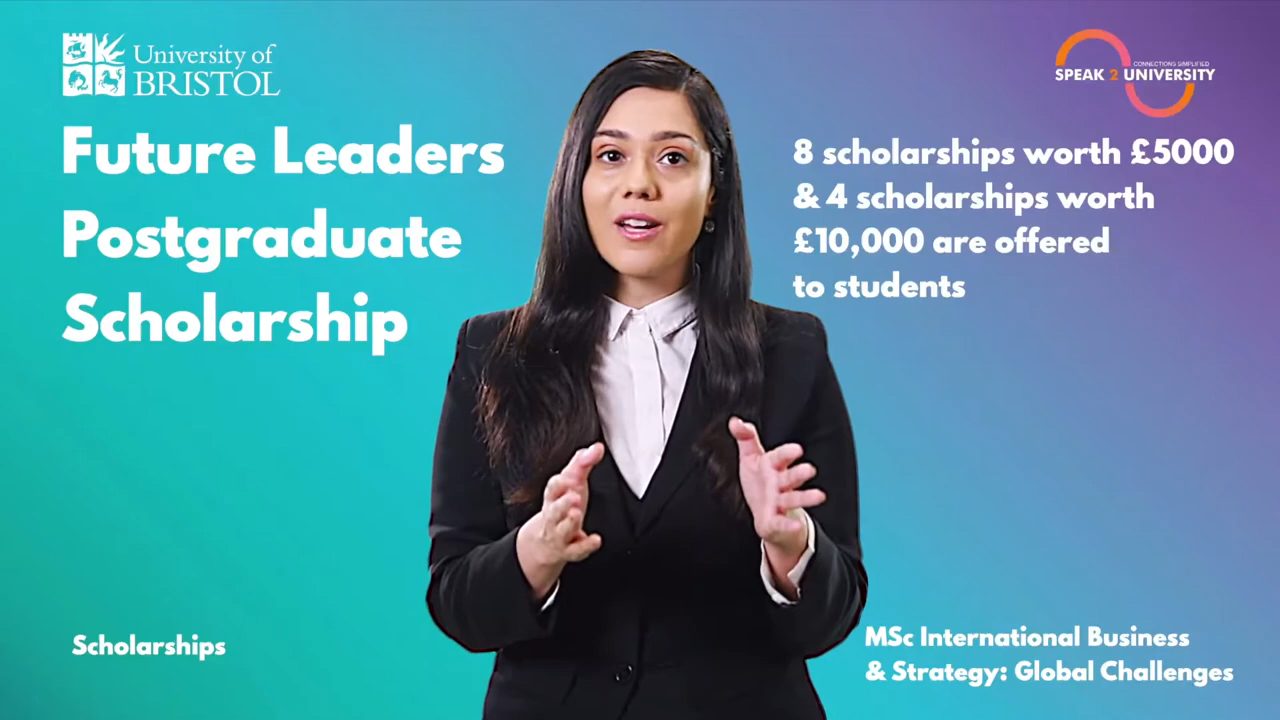 University of
BRISTOL
CONNECTIONS SIMPLIFIED
SPEAK 2 UNIVERSITY
Future Leaders
Postgraduate
Scholarship
8 scholarships worth £5000
& 4 scholarships worth
£10,000 are offered
to students
Scholarships
MSc International Business
& Strategy: Global Challenges